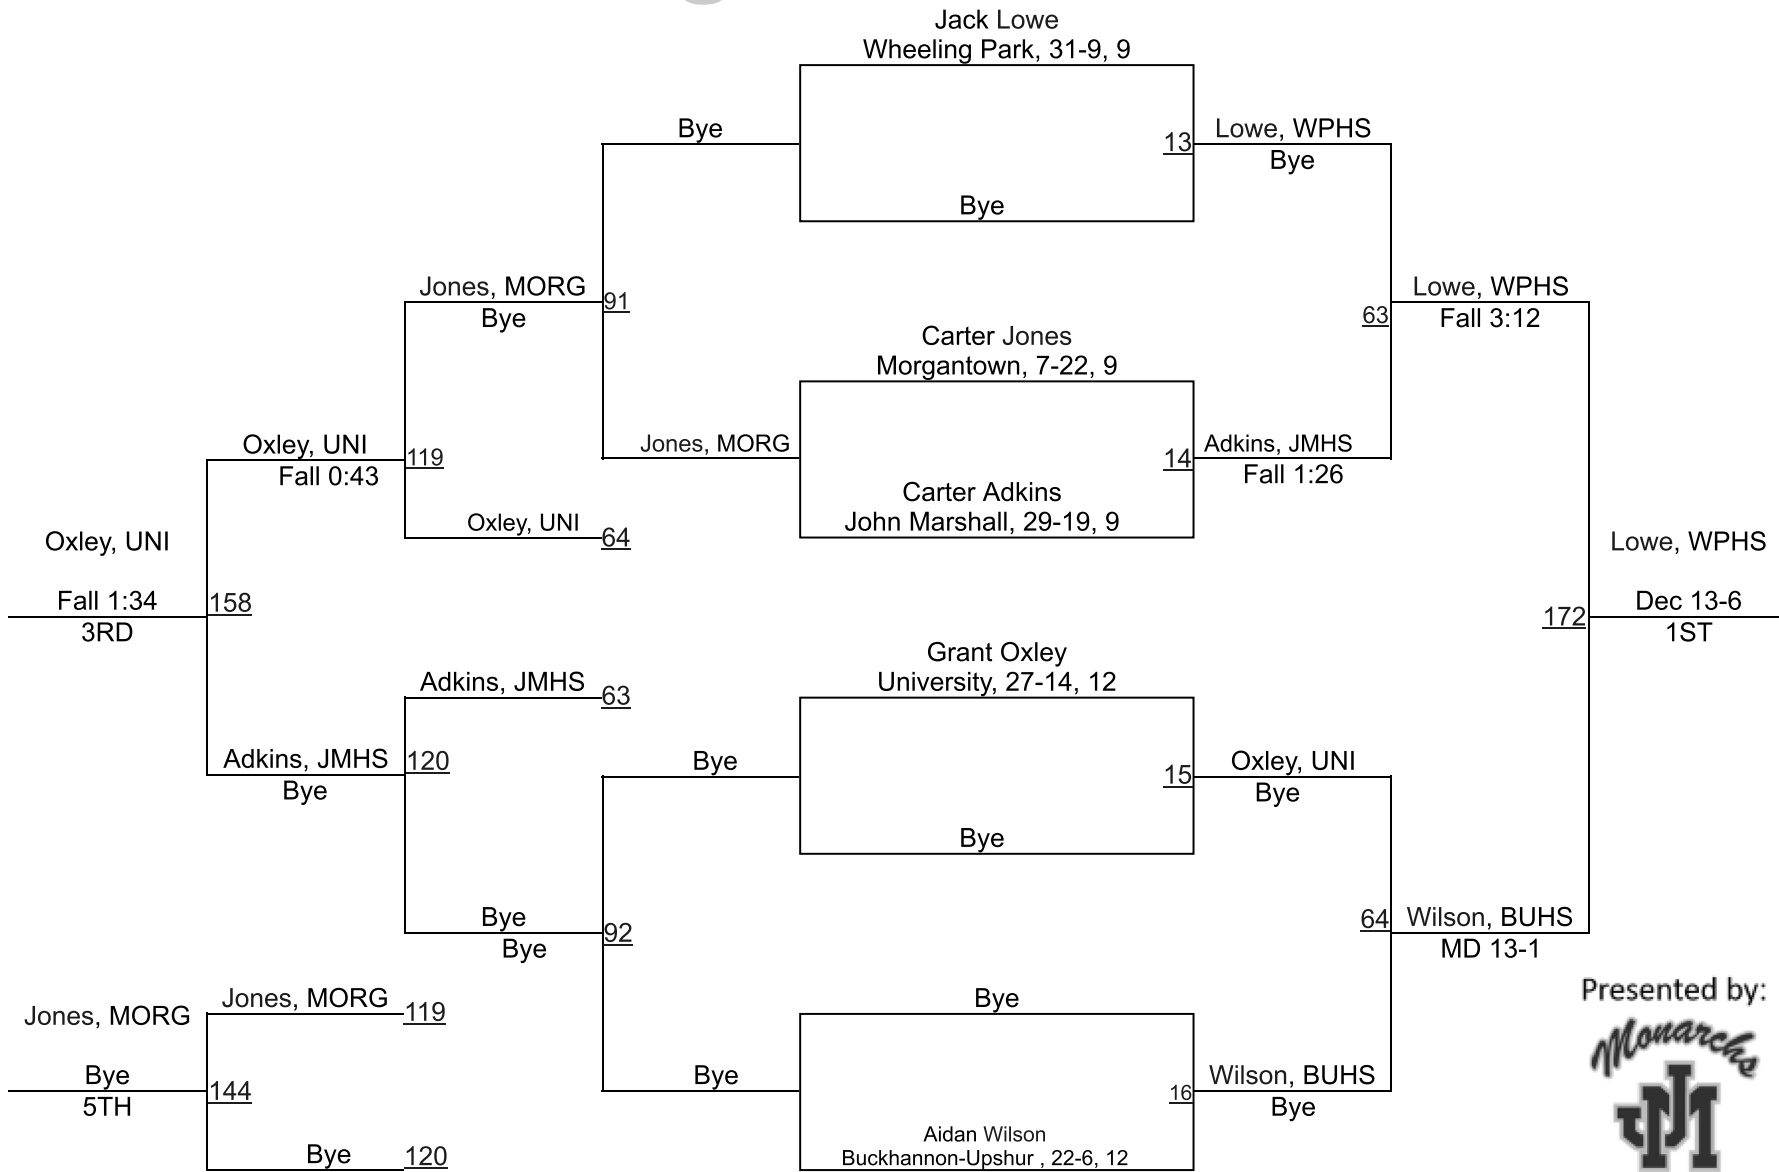 Jack Lowe
Wheeling Park, 31-9, 9
Bye
13
Lowe, WPHS
Bye
Bye
Jones, MORG
Bye
91
Lowe, WPHS
Fall 3:12
63
Carter Jones
Morgantown, 7-22, 9
Oxley, UNI
Fall 0:43
119
Jones, MORG
14
Adkins, JMHS
Fall 1:26
Carter Adkins
John Marshall, 29-19, 9
Oxley, UNI
64
Oxley, UNI
Fall 1:34
3RD
158
Lowe, WPHS
Dec 13-6
1ST
172
Grant Oxley
University, 27-14, 12
Adkins, JMHS
63
Adkins, JMHS
Bye
120
Bye
15
Oxley, UNI
Bye
Bye
Bye
Bye
92
64
Wilson, BUHS
MD 13-1
Jones, MORG
Bye
5TH
144
Jones, MORG
119
Bye
120
Bye
Bye
16
Wilson, BUHS
Bye
Aidan Wilson
Buckhannon-Upshur , 22-6, 12
Presented by:
Monarchs
JM